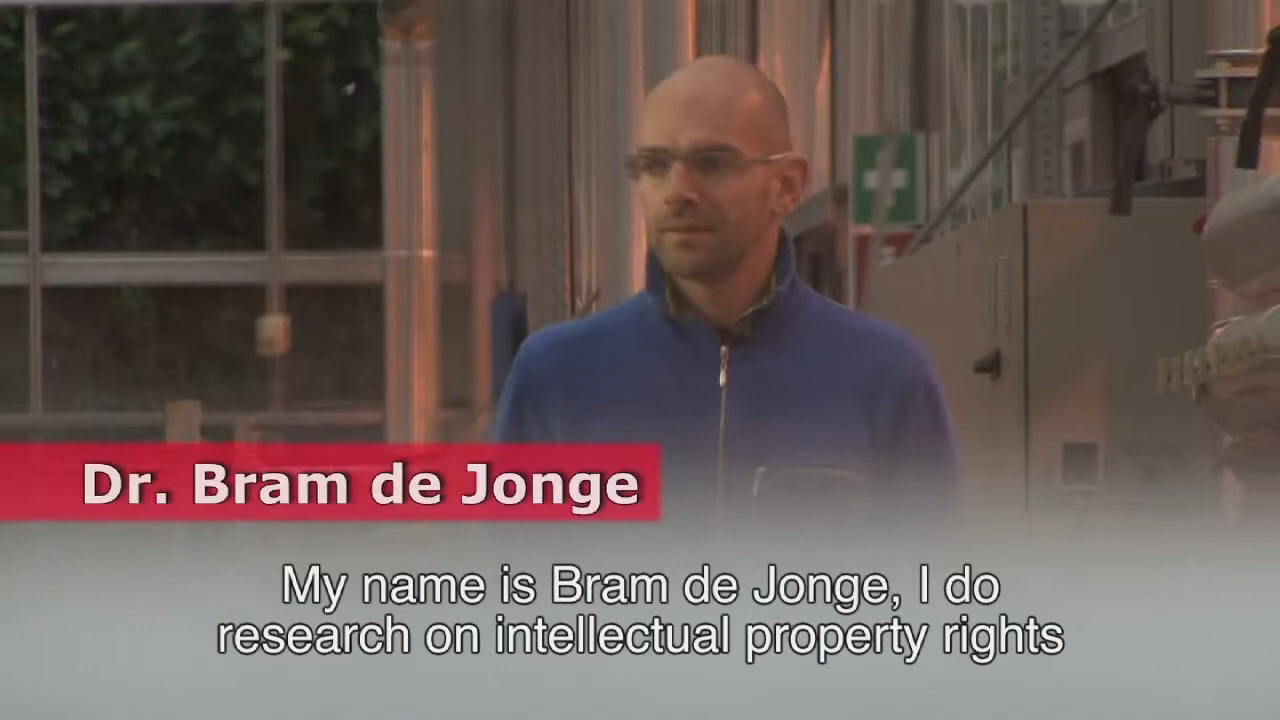 Dr. Bram de Jonge
My name is Bram de Jonge, I do
research on intellectual property rights